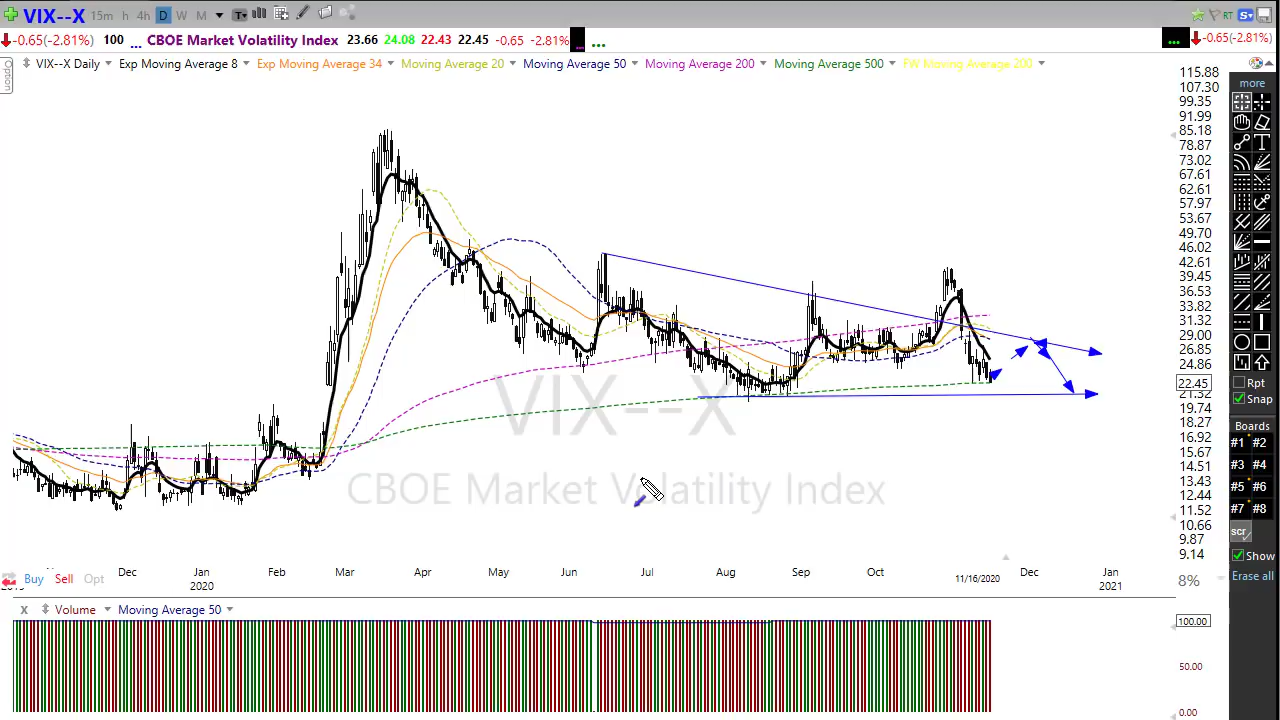 VIX--X 15m h 4h D W M T RT S
-0.65(-2.81%) 100 ... CBOE Market Volatility Index 23.66 24.08 22.43 22.45 -0.65 -2.81% ... ... -0.65(-2.81%)
Option
VIX--X Daily Exp Moving Average 8 Exp Moving Average 34 Moving Average 20 Moving Average 50 Moving Average 200 Moving Average 500 FW Moving Average 200
115.88
107.30
99.35
91.99
85.18
78.87
73.02
67.61
62.61
57.97
53.67
49.70
46.02
42.61
39.45
36.53
33.82
31.32
29.00
26.85
24.86
22.45
21.32
19.74
18.27
16.92
15.67
14.51
13.43
12.44
11.52
10.66
9.87
9.14
more
T
Rpt
Snap
Boards
#1 #2
#3 #4
#5 #6
#7 #8
scr
Show
Erase all
VIX--X
CBOE Market Volatility Index
Dec Jan Feb Mar Apr May Jun Jul Aug Sep Oct 11/16/2020 Dec Jan
2020 2021
Buy Sell Opt 8%
x Volume Moving Average 50
100.00
50.00
0.00